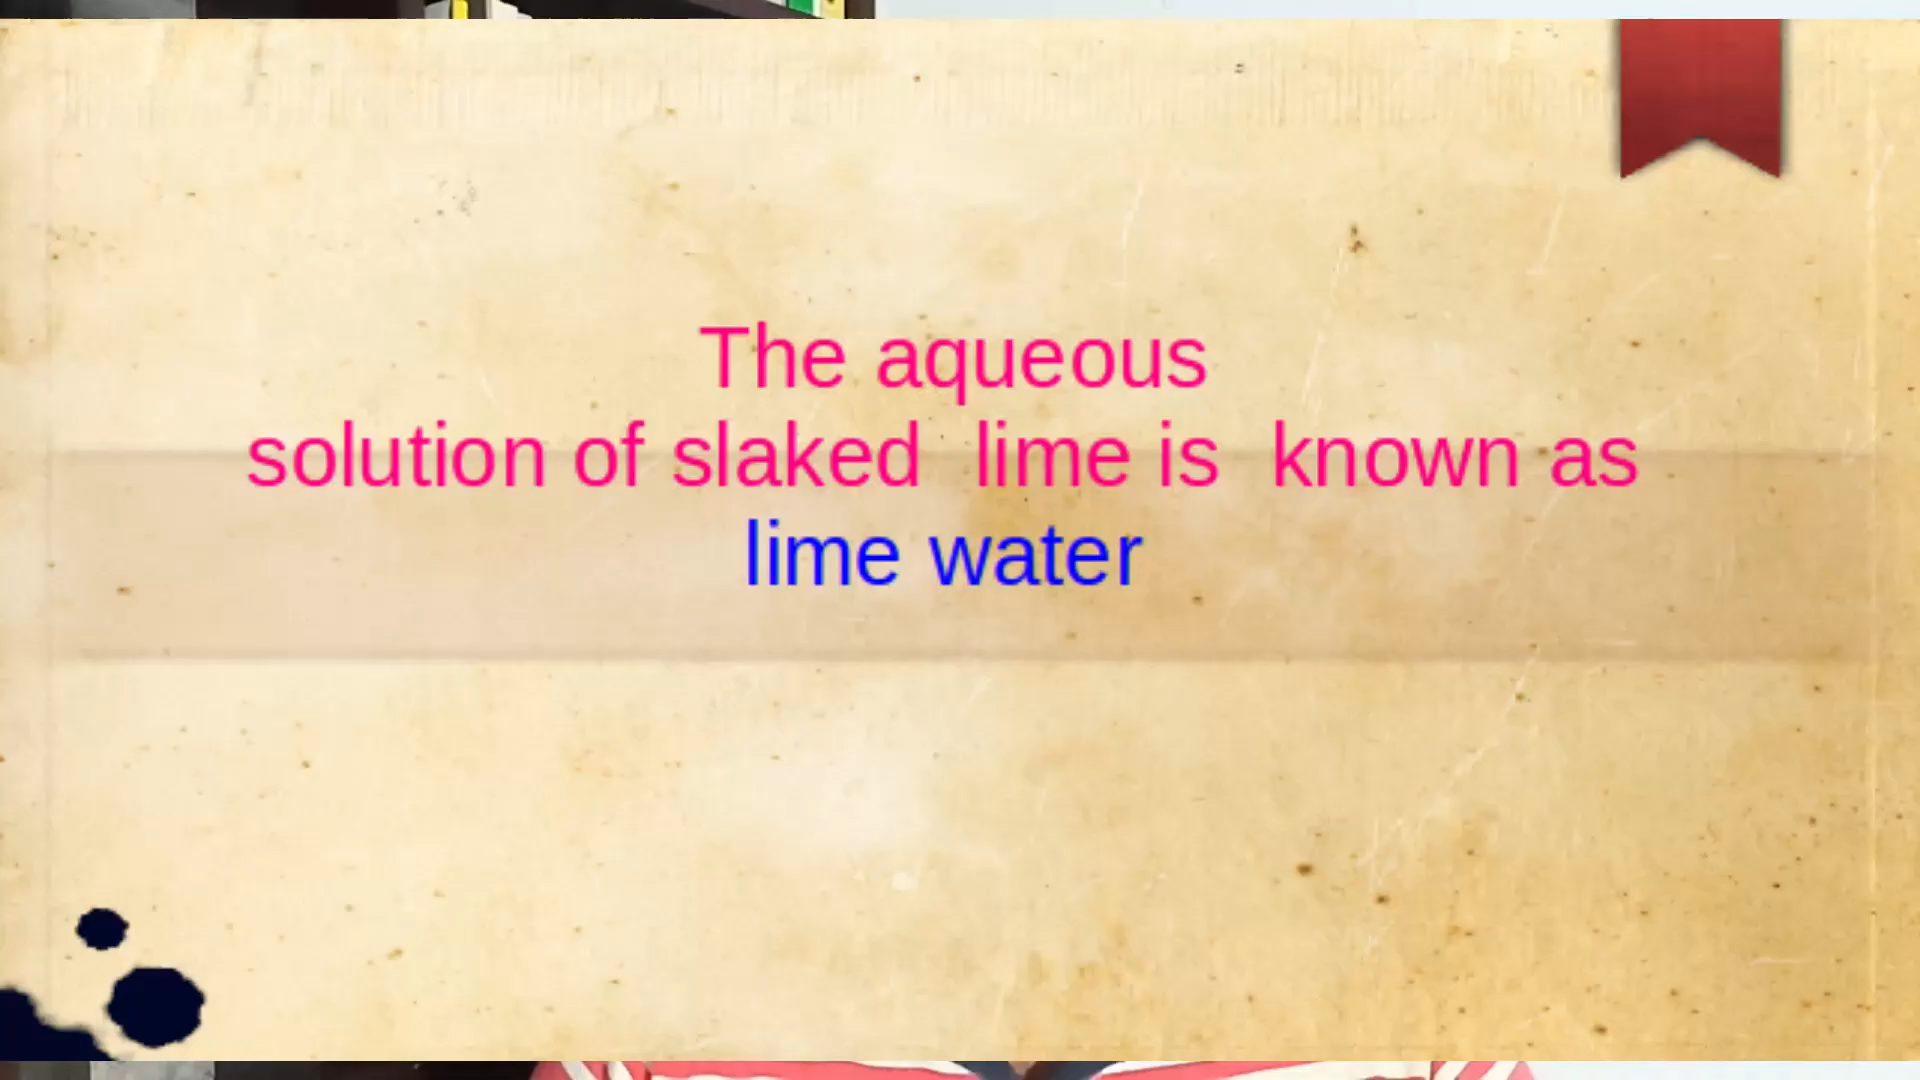 The aqueous
solution of slaked  lime is  known as
lime water